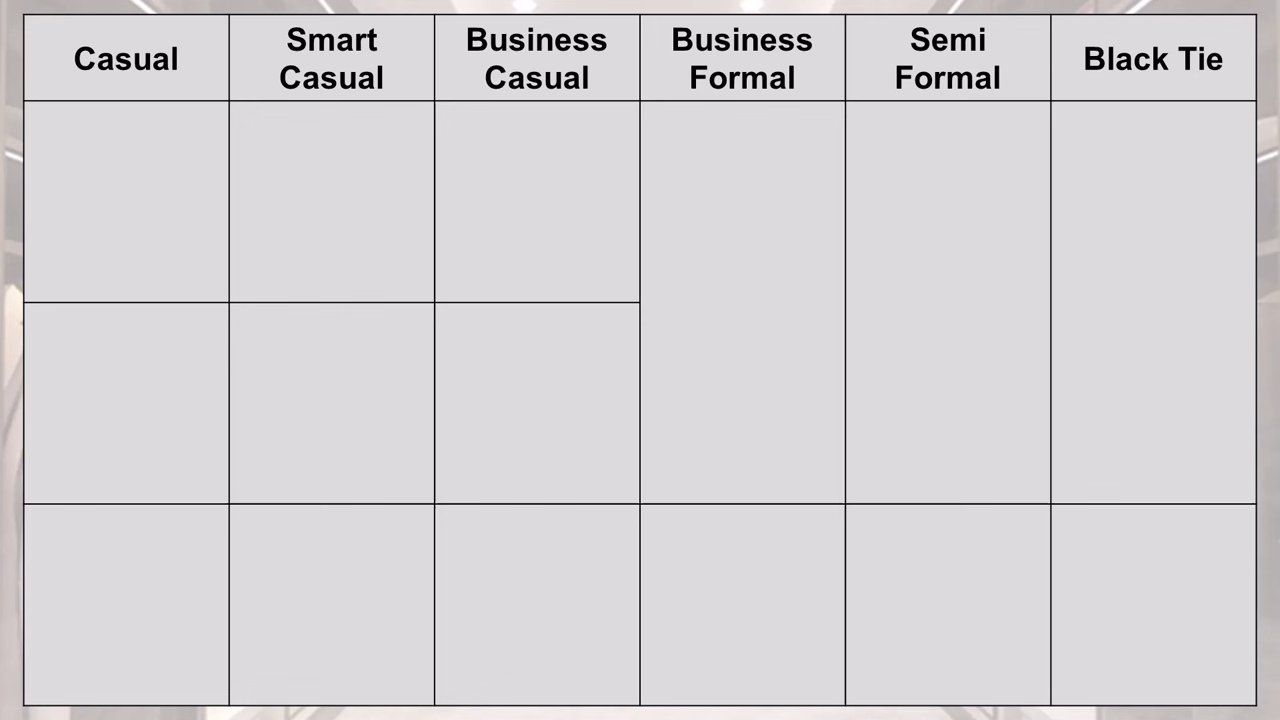 Casual
Smart
Casual
Business
Casual
Business
Formal
Semi
Formal
Black Tie